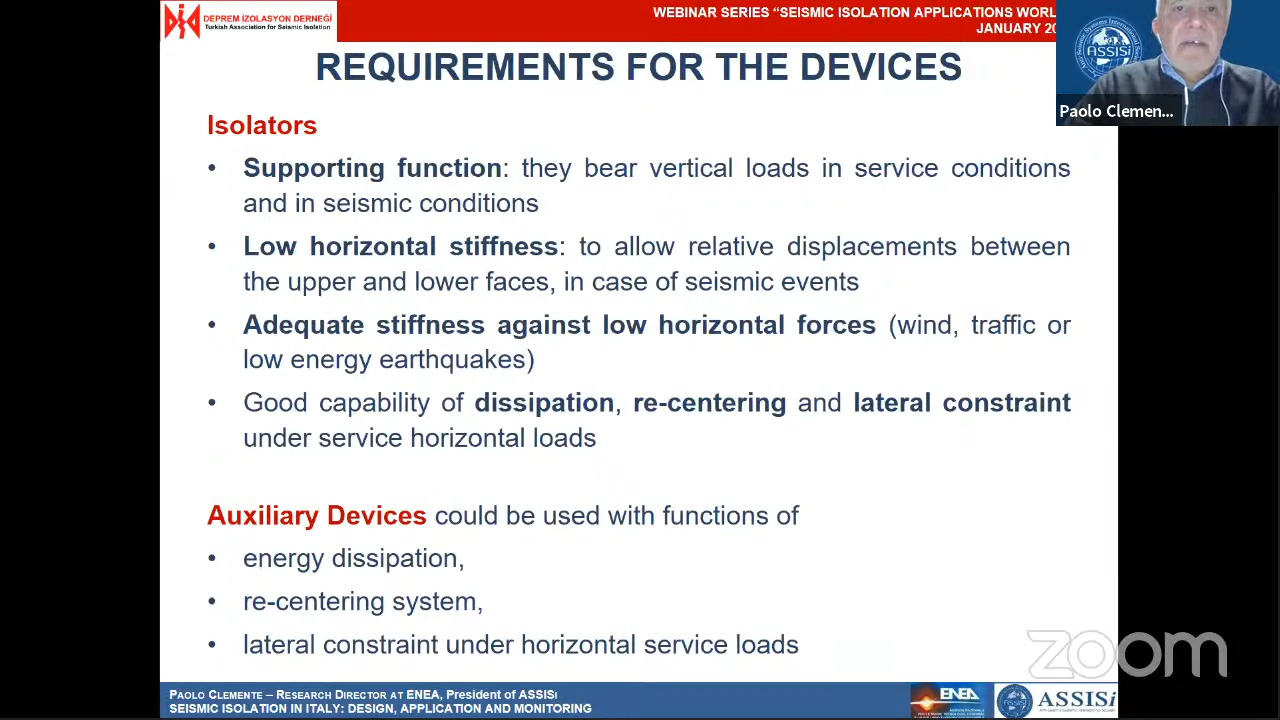 DEPREM İZOLASYON DERNEĞİ
Turkish Association for Seismic Isolation
WEBINAR SERIES “SEISMIC ISOLATION APPLICATIONS WORL
JANUARY 20
REQUIREMENTS FOR THE DEVICES
ASSISi
Paolo Clemen...
Isolators
• Supporting function: they bear vertical loads in service conditions
and in seismic conditions
• Low horizontal stiffness: to allow relative displacements between
the upper and lower faces, in case of seismic events
• Adequate stiffness against low horizontal forces (wind, traffic or
low energy earthquakes)
• Good capability of dissipation, re-centering and lateral constraint
under service horizontal loads
Auxiliary Devices could be used with functions of
• energy dissipation,
• re-centering system,
• lateral constraint under horizontal service loads
zoom
PAOLO CLEMENTE – RESEARCH DIRECTOR AT ENEA, President of ASSISi
SEISMIC ISOLATION IN ITALY: DESIGN, APPLICATION AND MONITORING
ENEA
ASSISi